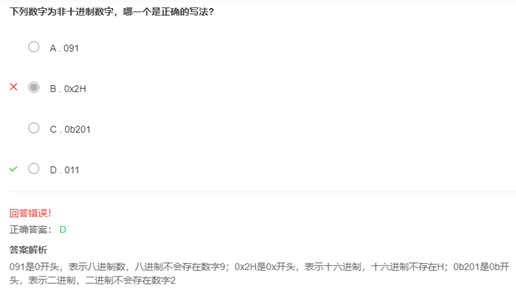 下列数字为非十进制数字，哪一个是正确的写法？
A . 091
B . 0x2H
C . 0b201
D . 011
回答错误！
正确答案： D
答案解析
091是0开头，表示八进制数，八进制不会存在数字9；0x2H是0x开头，表示十六进制，十六进制不存在H；0b201是0b开
头，表示二进制，二进制不会存在数字2